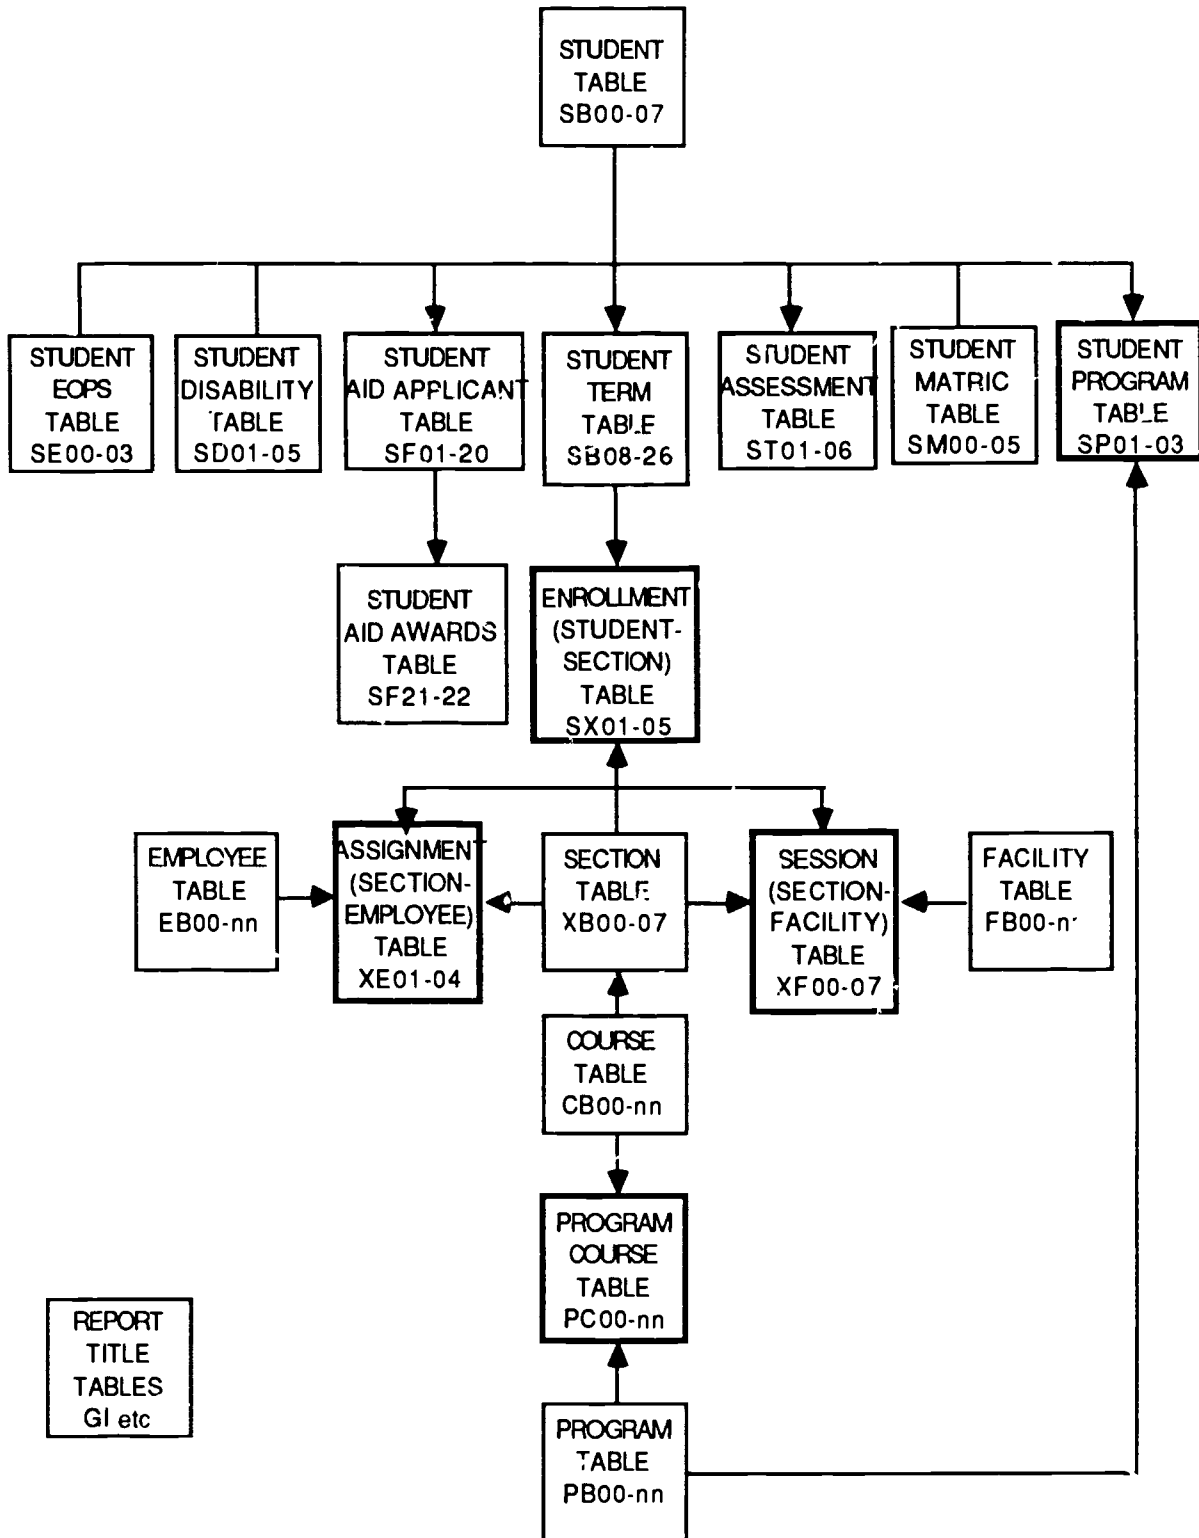 STUDENT
TABLE
SB00-07
STUDENT
EOPS
TABLE
SE00-03
STUDENT
DISABILITY
TABLE
SD01-05
STUDENT
AID APPLICANT
TABLE
SF01-20
STUDENT
TERM
TABLE
SB08-26
STUDENT
ASSESSMENT
TABLE
ST01-06
STUDENT
MATRIC
TABLE
SM00-05
STUDENT
PROGRAM
TABLE
SP01-03
STUDENT
AID AWARDS
TABLE
SF21-22
ENROLLMENT
(STUDENT-
SECTION)
TABLE
SX01-05
EMPLOYEE
TABLE
EB00-nn
ASSIGNMENT
(SECTION-
EMPLOYEE)
TABLE
XE01-04
SECTION
TABLE
XB00-07
SESSION
(SECTION-
FACILITY)
TABLE
XF00-07
FACILITY
TABLE
COURSE
TABLE
CB00-nn
PROGRAM
COURSE
TABLE
PC00-nn
REPORT
TITLE
TABLES
GI etc
PROGRAM
TABLE
PB00-nn